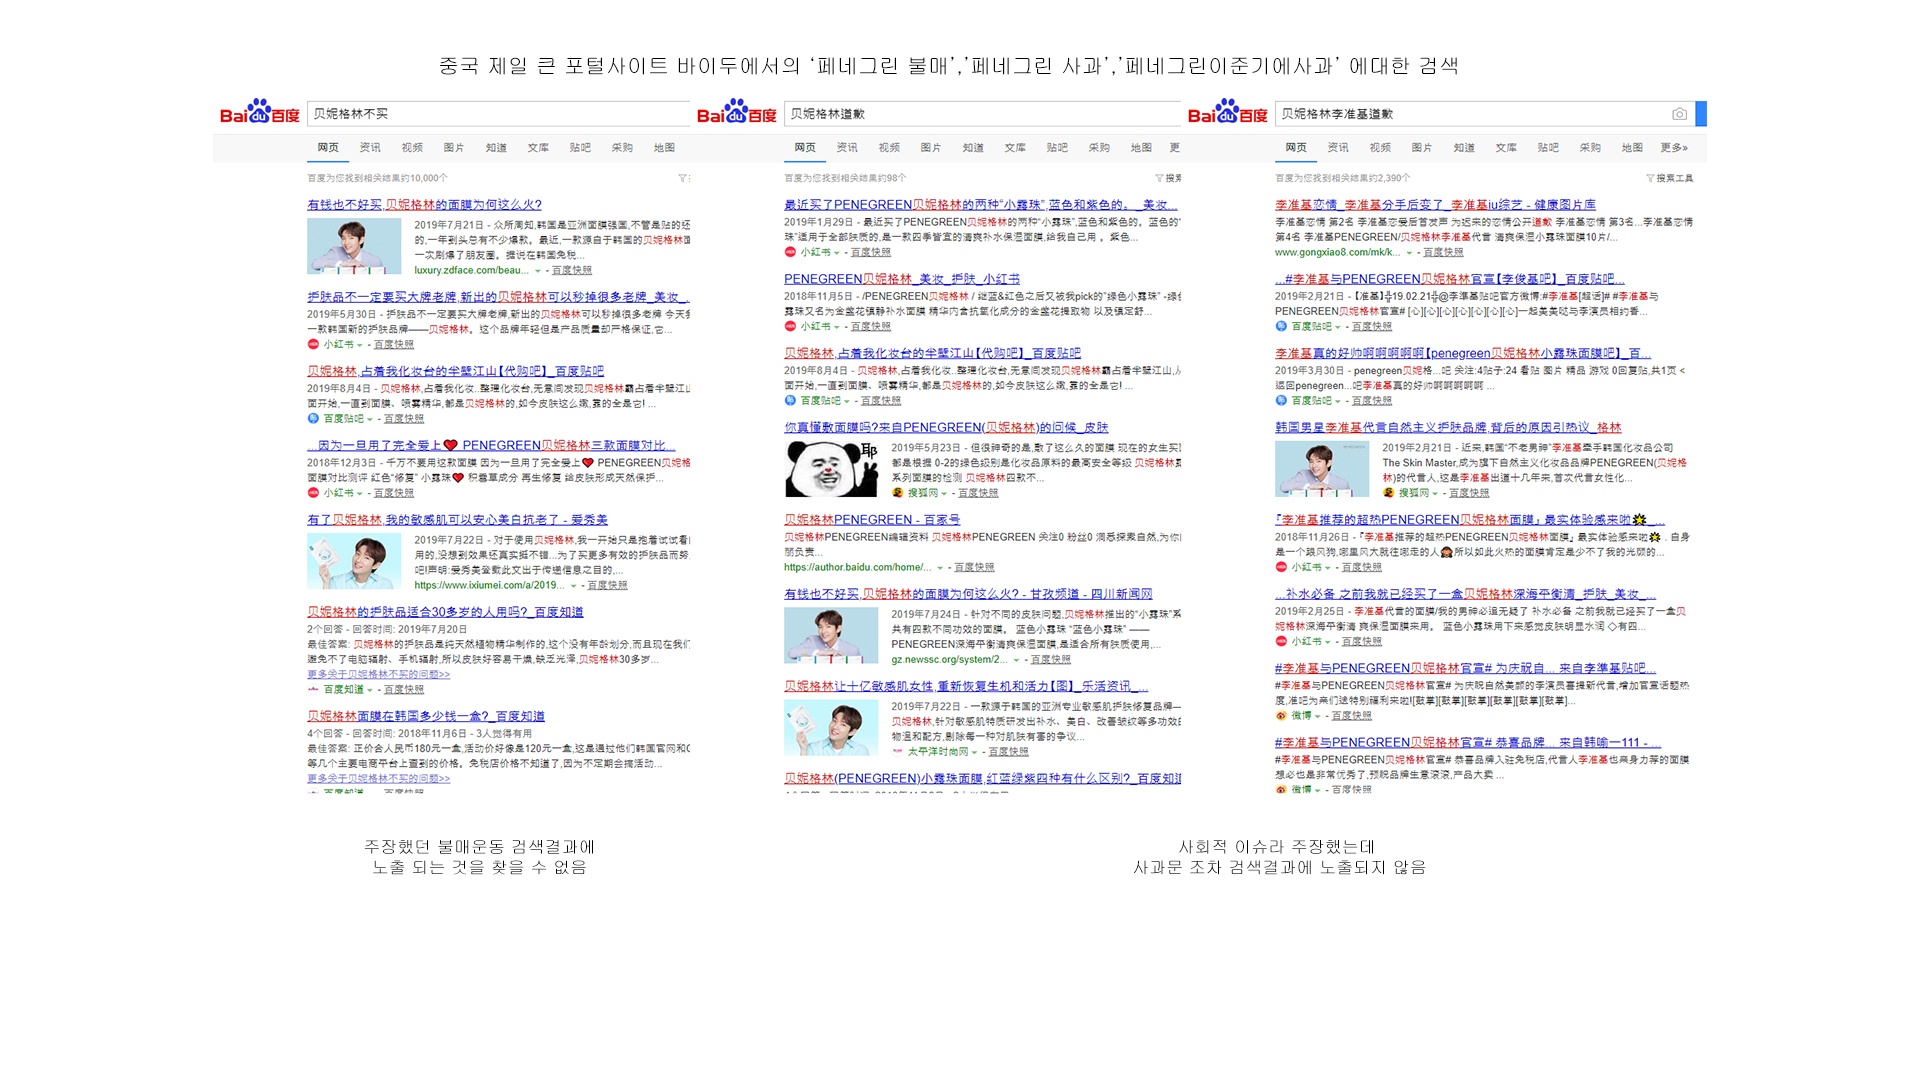 중국 제일 큰 포털사이트 바이두에서의 ‘페네그린 불매’,’페네그린 사과’,’페네그린이준기에사과’ 에대한 검색
Bai du 百度
贝妮格林不买
网页 资讯 视频 图片 知道 文库 贴吧 采购 地图
百度为您找到相关结果约10,000个
有钱也不好买,贝妮格林的面膜为何这么火?
2019年7月21日 - 众所周知,韩国是亚洲面膜强国,不管是贴的还
的,一年到头总有不少爆款。最近,一款源自于韩国的贝妮格林面
一次刷爆了朋友圈。据说在韩国免税...
luxury.zdface.com/beau... - 百度快照
护肤品不一定要买大牌老牌,新出的贝妮格林可以秒掉很多老牌_美妆_.
2019年5月30日 - 护肤品不一定要买大牌老牌,新出的贝妮格林可以秒掉很多老牌 今天我
一款韩国新的护肤品牌——贝妮格林。这个品牌年轻但是产品质量却严格保证,它...
小红书 - 百度快照
贝妮格林,占着我化妆台的半壁江山【代购吧】_百度贴吧
2019年8月4日 - 贝妮格林,占着我化妆..整理化妆台,无意间发现贝妮格林霸占着半壁江山
面开始,一直到面膜、喷雾精华,都是贝妮格林的,如今皮肤这么嫩,靠的全是它! ...
百度贴吧 - 百度快照
...因为一旦用了完全爱上❤ PENEGREEN贝妮格林三款面膜对比...
2018年12月3日 - 千万不要用这款面膜 因为一旦用了完全爱上❤ PENEGREEN贝妮格
面膜对比测评 红色“修复” 小露珠❤ 积雪草成分 再生修复 给皮肤形成天然保护...
小红书 - 百度快照
有了贝妮格林,我的敏感肌可以安心美白抗老了 - 爱秀美
2019年7月22日 - 对于使用贝妮格林,我一开始只是抱着试试看
用的,没想到效果还真实挺不错...为了买更多有效的护肤品而努
吧!声明:爱秀美登载此文出于传递信息之目的,...
https://www.ixiumei.com/a/2019... - 百度快照
贝妮格林的护肤品适合30多岁的人用吗?_百度知道
2个回答 - 回答时间: 2019年7月20日
最佳答案: 贝妮格林的护肤品是纯天然植物精华制作的,这个没有年龄划分,而且现在我们
避免不了电脑辐射、手机辐射,所以皮肤好容易干燥,缺乏光泽,贝妮格林30多岁...
更多关于贝妮格林不买的问题>>
百度知道 - 百度快照
贝妮格林面膜在韩国多少钱一盒?_百度知道
4个回答 - 回答时间: 2018年11月6日 - 3人觉得有用
最佳答案: 正价合人民币180元一盒,活动价好像是120元一盒,这是通过他们韩国官网和C
等几个主要电商平台上查到的价格。免税店价格不知道了,因为不定期会搞活动...
更多关于贝妮格林不买的问题>>
百度知道 - 百度快照
Bai du 百度
贝妮格林道歉
网页 资讯 视频 图片 知道 文库 贴吧 采购 地图 更
百度为您找到相关结果约98个 搜索
最近买了PENEGREEN贝妮格林的两种“小露珠”,蓝色和紫色的。_美妆...
2019年1月29日 - 最近买了PENEGREEN贝妮格林的两种“小露珠”,蓝色和紫色的。蓝色的“
珠”适用于全部肤质的,是一款四季皆宜的清爽补水保湿面膜,给我自己用 。紫色...
小红书 - 百度快照
PENEGREEN贝妮格林_美妆_护肤_小红书
2018年11月5日 - /PENEGREEN贝妮格林 / 继蓝&红色之后又被我pick的“绿色小露珠” -绿色
露珠又名为金盏花镇静补水面膜 精华内含抗氧化成分的金盏花提取物 以及镇定舒...
小红书 - 百度快照
贝妮格林,占着我化妆台的半壁江山【代购吧】_百度贴吧
2019年8月4日 - 贝妮格林,占着我化妆..整理化妆台,无意间发现贝妮格林霸占着半壁江山,从
面开始,一直到面膜、喷雾精华,都是贝妮格林的,如今皮肤这么嫩,靠的全是它! ...
百度贴吧 - 百度快照
你真懂敷面膜吗?来自PENEGREEN(贝妮格林)的问候_皮肤
耶
2019年5月23日 - 但很神奇的是,敷了这么久的面膜 现在的女生买
都是根据 0-2的绿色级别是化妆品原料的最高安全等级 贝妮格林
系列面膜的检测 贝妮格林四款不...
搜狐网 - 百度快照
贝妮格林PENEGREEN - 百家号
贝妮格林PENEGREEN编辑资料 贝妮格林PENEGREEN 关注0 粉丝0 洞悉探索自然,为你
丽负责...
https://author.baidu.com/home/... - 百度快照
有钱也不好买,贝妮格林的面膜为何这么火? - 甘孜频道 - 四川新闻网
2019年7月24日 - 针对不同的皮肤问题,贝妮格林推出的“小露珠”系
共有四款不同功效的面膜。 蓝色小露珠 “蓝色小露珠” ——
PENEGREEN深海平衡清爽保湿面膜,是适合所有肤质使用,...
gz.newssc.org/system/2... - 百度快照
贝妮格林让十亿敏感肌女性,重新恢复生机和活力【图】_乐活资讯_...
2019年7月22日 - 一款源于韩国的亚洲专业敏感肌护肤修复品牌—
贝妮格林,针对敏感肌特质研发出补水、美白、改善皱纹等多功效的
物温和配方,剔除每一种对肌肤有害的争议...
太平洋时尚网 - 百度快照
贝妮格林(PENEGREEN)小露珠面膜,红蓝绿紫四种有什么区别?_百度知道
Bai du 百度
贝妮格林李准基道歉
网页 资讯 视频 图片 知道 文库 贴吧 采购 地图 更多»
百度为您找到相关结果约2,390个 搜索工具
李准基恋情_李准基分手后变了_李准基iu综艺 - 健康图片库
李准基恋情 第2名 李准基恋爱后首发声 为迟来的恋情公开道歉 李准基恋情 第3名...李准基恋情
第4名 李准基PENEGREEN/贝妮格林李准基代言 清爽保湿小露珠面膜10片/...
www.gongxiao8.com/mk/k... - 百度快照
...#李准基与PENEGREEN贝妮格林官宣【李俊基吧】_百度贴吧...
2019年2月21日 - 【准基】╬19.02.21╬@李準基贴吧官方微博:#李准基[超话]# #李准基与
PENEGREEN贝妮格林官宣# [心][心][心][心][心][心][心]一起美美哒与李演员相约香...
百度贴吧 - 百度快照
李准基真的好帅啊啊啊啊啊【penegreen贝妮格林小露珠面膜吧】_百...
2019年3月30日 - penegreen贝妮格...吧 关注:4贴子:24 看贴 图片 精品 游戏 0回复贴,共1页 <
返回penegreen...吧李准基真的好帅啊啊啊啊啊 ...
百度贴吧 - 百度快照
韩国男星李准基代言自然主义护肤品牌,背后的原因引热议_格林
2019年2月21日 - 近来,韩国“不老男神”李准基牵手韩国化妆品公司
The Skin Master,成为旗下自然主义化妆品品牌PENEGREEN(贝妮格
林)的代言人,这是李准基出道十几年来,首次代言女性化...
搜狐网 - 百度快照
『李准基推荐的超热PENEGREEN贝妮格林面膜』最实体验感来啦_...
2018年11月26日 - 『李准基推荐的超热PENEGREEN贝妮格林面膜』最实体验感来啦 . 自身
是一个跟风狗,哪里风大就往哪走的人 所以如此火热的面膜肯定是少不了我的光顾的...
小红书 - 百度快照
...补水必备 之前我就已经买了一盒贝妮格林深海平衡清_护肤_美妆_...
2019年2月25日 - 李准基代言的面膜/我的男神必追无疑了 补水必备 之前我就已经买了一盒贝
妮格林深海平衡清 爽保湿面膜来用。 蓝色小露珠用下来感觉皮肤明显水润 ◇有四...
小红书 - 百度快照
#李准基与PENEGREEN贝妮格林官宣# 为庆祝自... 来自李準基贴吧...
#李准基与PENEGREEN贝妮格林官宣# 为庆祝自然美颜的李演员喜提新代言,增加官宣话题热
度,准吧为亲们送特别福利来啦![鼓掌][鼓掌][鼓掌][鼓掌][鼓掌][鼓掌]...
微博 - 百度快照
#李准基与PENEGREEN贝妮格林官宣# 恭喜品牌... 来自韩喻一111 - ...
#李准基与PENEGREEN贝妮格林官宣# 恭喜品牌入驻免税店,代言人李准基也亲身力荐的面膜
想必也是非常优秀了,预祝品牌生意滚滚,产品大卖 ...
微博 - 百度快照
주장했던 불매운동 검색결과에
노출 되는 것을 찾을 수 없음
사회적 이슈라 주장했는데
사과문 조차 검색결과에 노출되지 않음